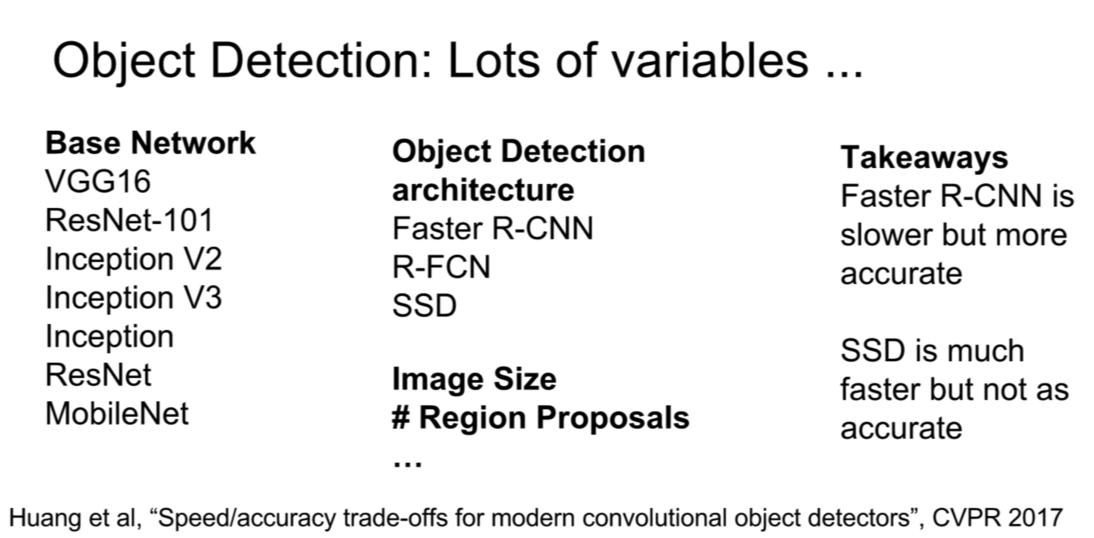 Object Detection: Lots of variables ...
Base Network
VGG16
ResNet-101
Inception V2
Inception V3
Inception
ResNet
MobileNet
Object Detection
architecture
Faster R-CNN
R-FCN
SSD
Image Size
# Region Proposals
...
Takeaways
Faster R-CNN is
slower but more
accurate
SSD is much
faster but not as
accurate
Huang et al, “Speed/accuracy trade-offs for modern convolutional object detectors”, CVPR 2017